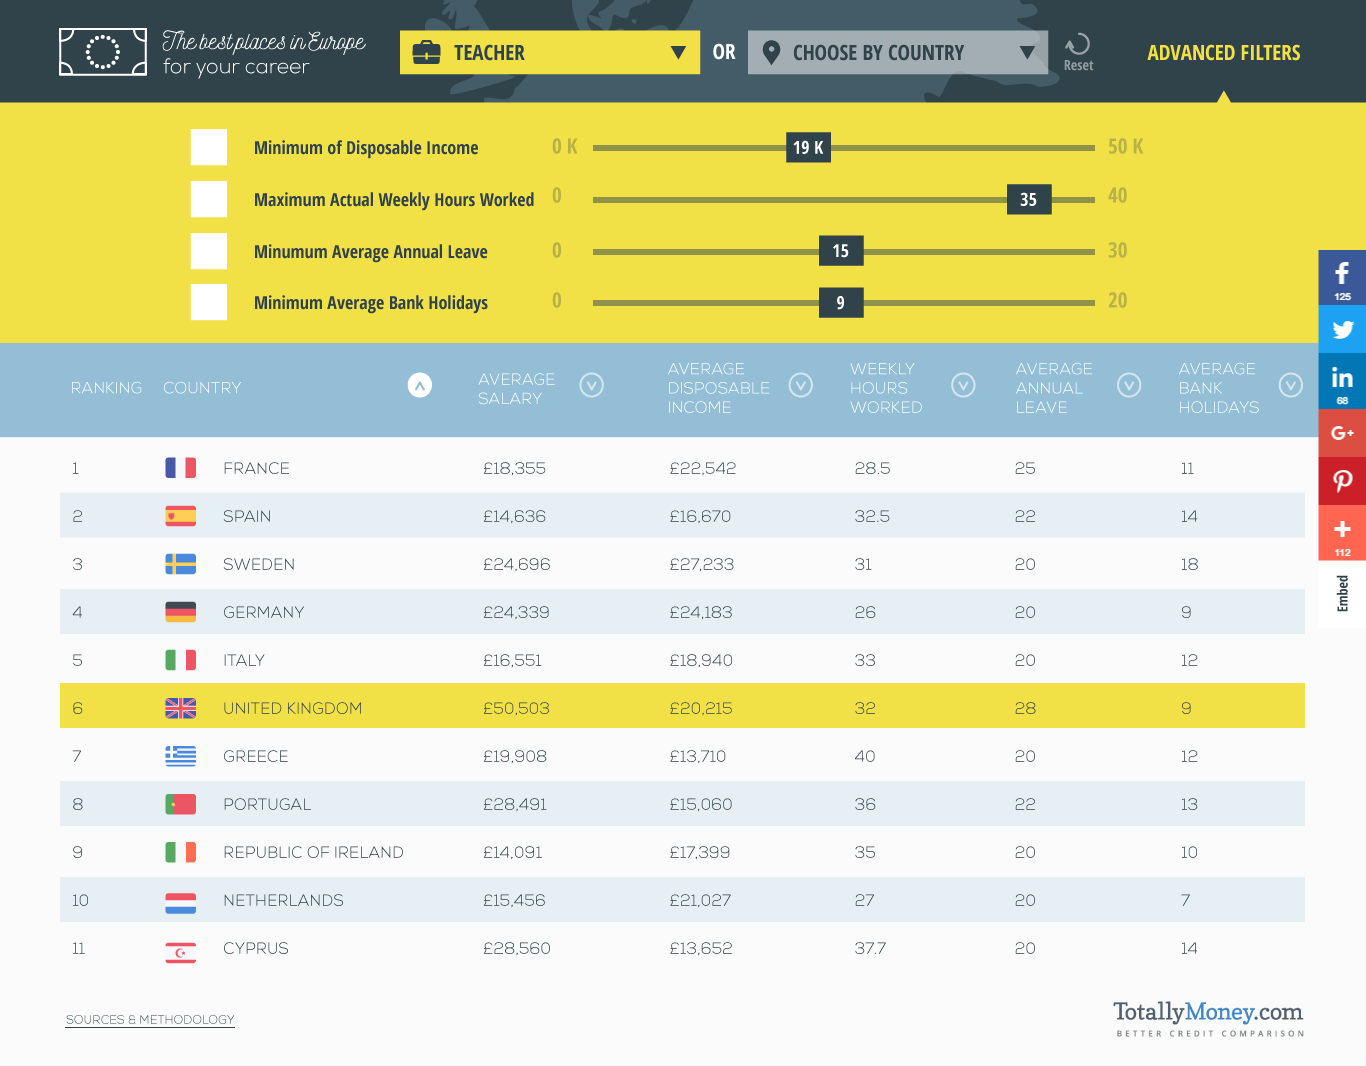 The best places in Europe
for your career
TEACHER
OR
CHOOSE BY COUNTRY
Reset
ADVANCED FILTERS
Minimum of Disposable Income 0 K 19 K 50 K
Maximum Actual Weekly Hours Worked 0 35 40
Minumum Average Annual Leave 0 15 30
Minimum Average Bank Holidays 0 9 20
f
125
in
68
G+
+
112
Embed
RANKING
COUNTRY
AVERAGE
SALARY
AVERAGE
DISPOSABLE
INCOME
WEEKLY
HOURS
WORKED
AVERAGE
ANNUAL
LEAVE
AVERAGE
BANK
HOLIDAYS
1 FRANCE £18,355 £22,542 28.5 25 11
2 SPAIN £14,636 £16,670 32.5 22 14
3 SWEDEN £24,696 £27,233 31 20 18
4 GERMANY £24,339 £24,183 26 20 9
5 ITALY £16,551 £18,940 33 20 12
6 UNITED KINGDOM £50,503 £20,215 32 28 9
7 GREECE £19,908 £13,710 40 20 12
8 PORTUGAL £28,491 £15,060 36 22 13
9 REPUBLIC OF IRELAND £14,091 £17,399 35 20 10
10 NETHERLANDS £15,456 £21,027 27 20 7
11 CYPRUS £28,560 £13,652 37.7 20 14
SOURCES & METHODOLOGY
TotallyMoney.com
BETTER CREDIT COMPARISON